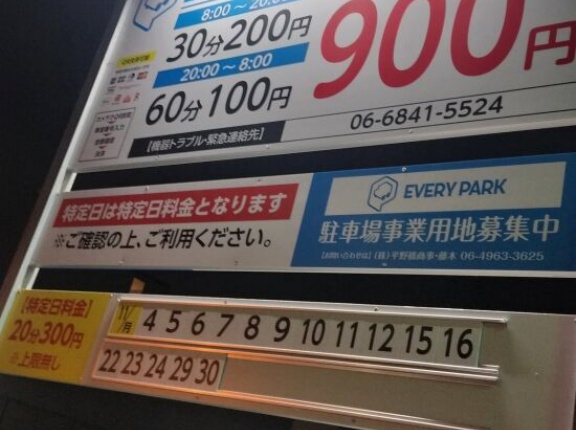 8:00～20:0
30分200円
20:00～8:00
60分100円
900円
06-6841-5524
【機器トラブル・緊急連絡先】
特定日は特定日料金となります
※ご確認の上、ご利用ください。
EVERY PARK
駐車場事業用地募集中
06-4963-3625
【特定日料金】
20分300円
※上限無し
11/月 4 5 6 7 8 9 10 11 12 15 16
22 23 24 29 30